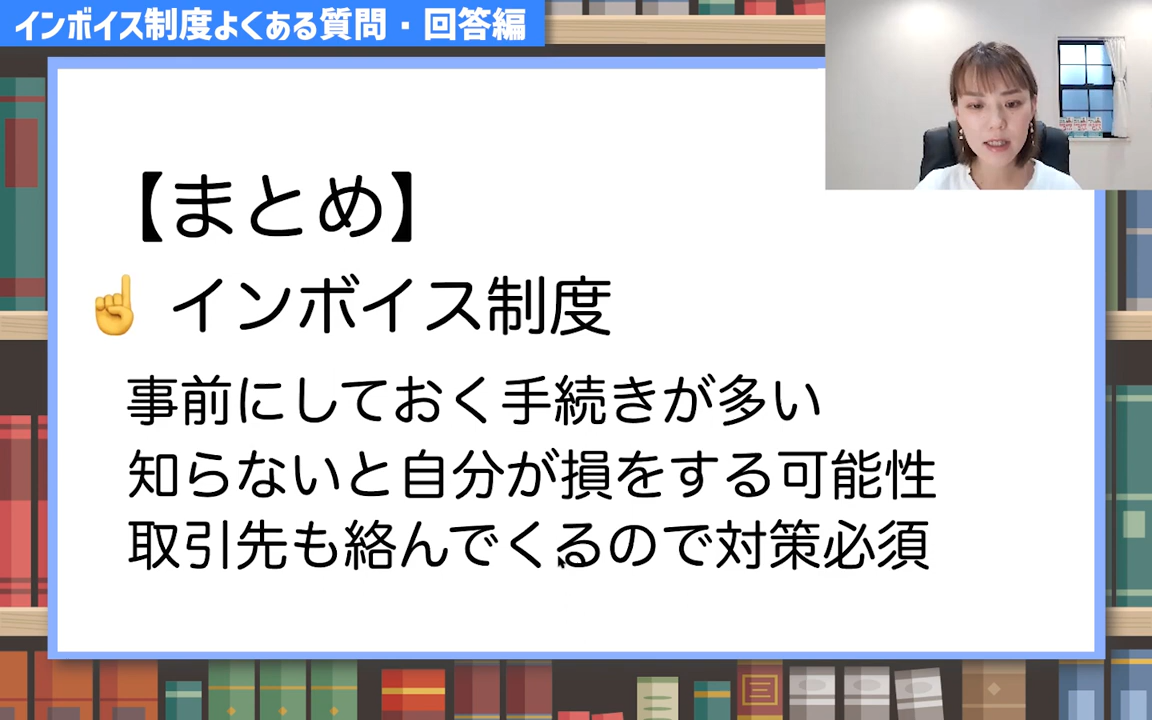 インボイス制度よくある質問・回答編
【まとめ】
☝ インボイス制度
事前にしておく手続きが多い
知らないと自分が損をする可能性
取引先も絡んでくるので対策必須